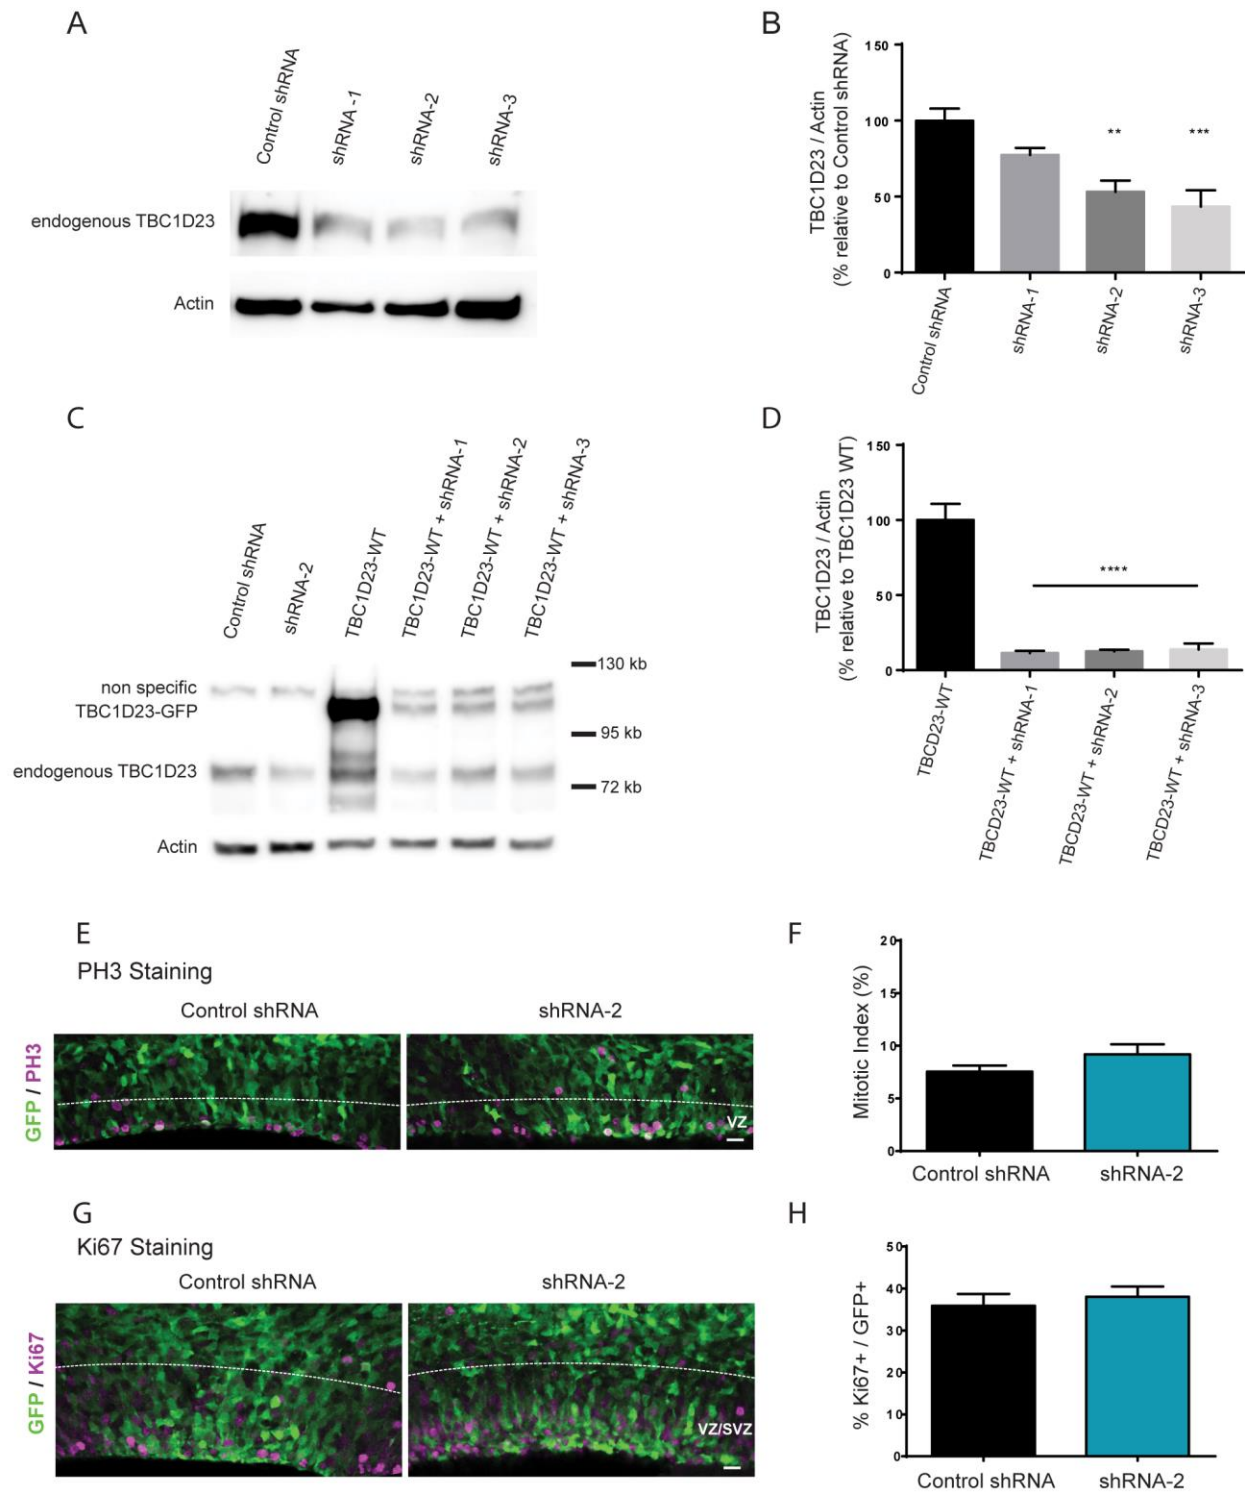 A
Control shRNA
shRNA-1
shRNA-2
shRNA-3
endogenous TBC1D23
Actin
B
TBC1D23 / Actin
(% relative to Control shRNA)
150
100
50
0
**
***
Control shRNA
shRNA-1
shRNA-2
shRNA-3
C
Control shRNA
shRNA-2
TBC1D23-WT
TBC1D23-WT + shRNA-1
TBC1D23-WT + shRNA-2
TBC1D23-WT + shRNA-3
non specific
TBC1D23-GFP
endogenous TBC1D23
Actin
130 kb
95 kb
72 kb
D
TBC1D23 / Actin
(% relative to TBC1D23 WT)
150
100
50
0
****
TBCD23-WT
TBCD23-WT + shRNA-1
TBCD23-WT + shRNA-2
TBCD23-WT + shRNA-3
E
PH3 Staining
Control shRNA
shRNA-2
GFP / PH3
VZ
F
Mitotic Index (%)
20
15
10
5
0
Control shRNA
shRNA-2
G
Ki67 Staining
Control shRNA
shRNA-2
GFP / Ki67
VZ/SVZ
H
% Ki67+ / GFP+
50
40
30
20
10
0
Control shRNA
shRNA-2